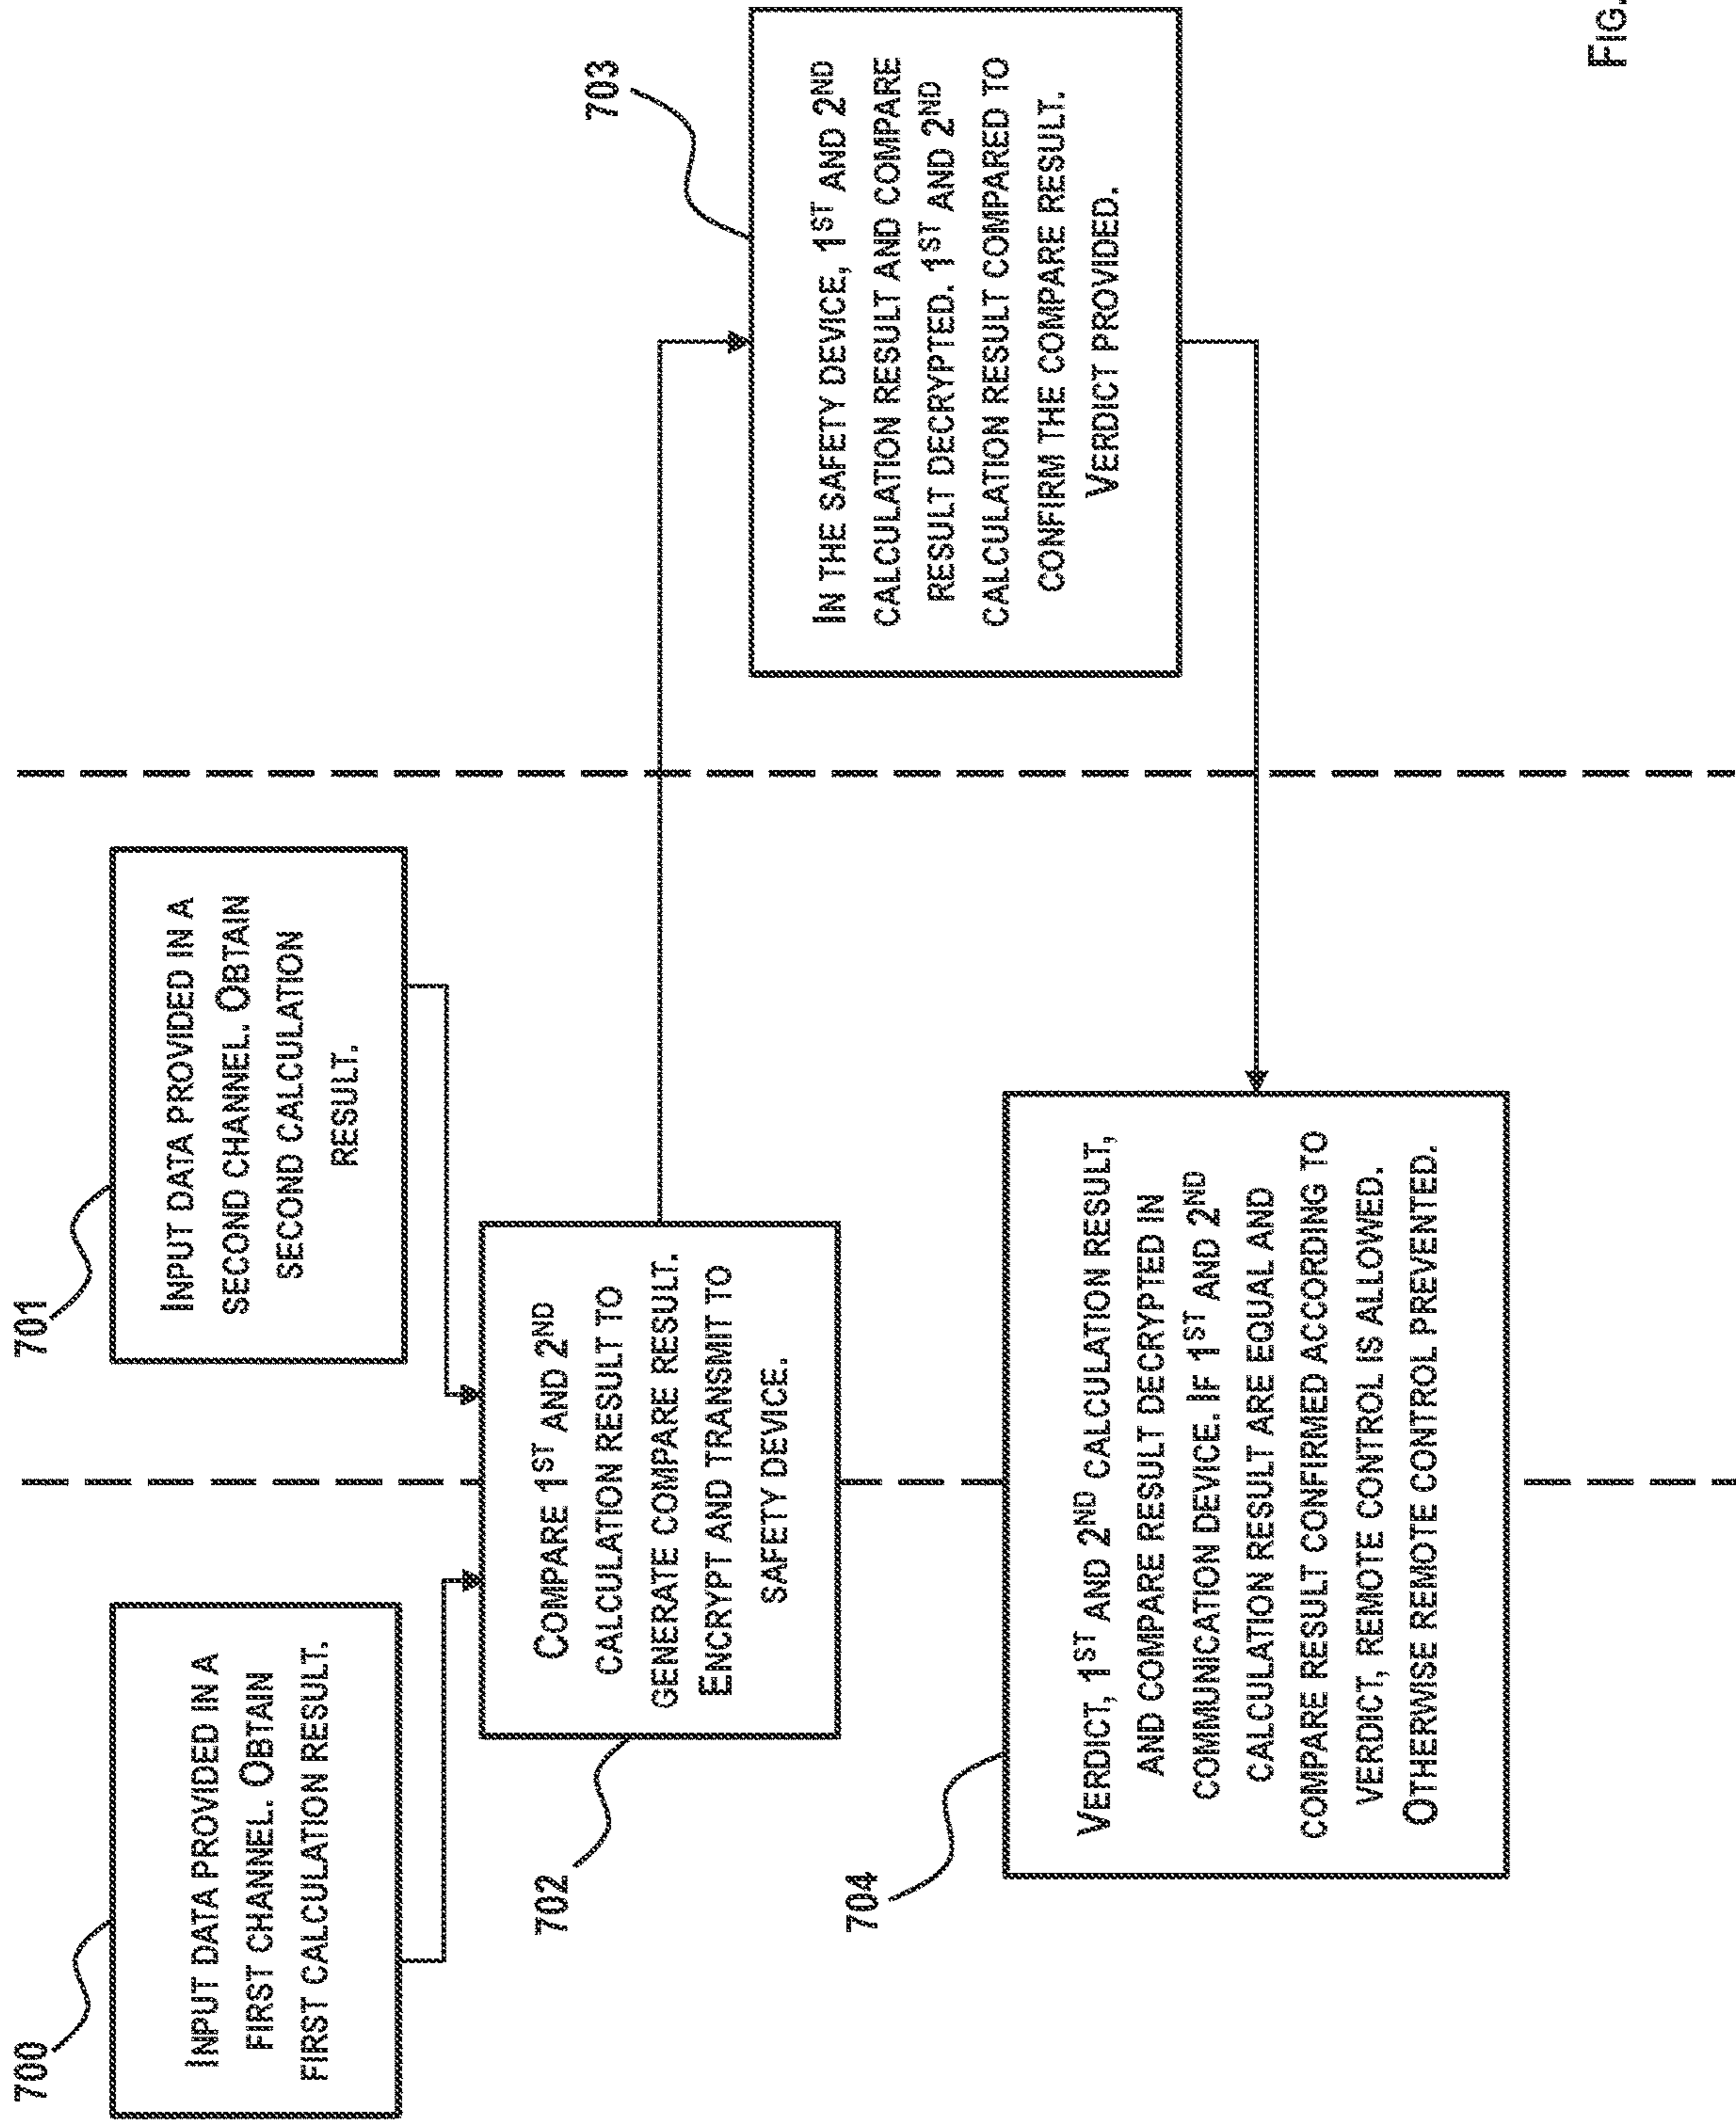 700
INPUT DATA PROVIDED IN A
FIRST CHANNEL. OBTAIN
FIRST CALCULATION RESULT.
701
INPUT DATA PROVIDED IN A
SECOND CHANNEL. OBTAIN
SECOND CALCULATION
RESULT.
702
COMPARE 1ST AND 2ND
CALCULATION RESULT TO
GENERATE COMPARE RESULT.
ENCRYPT AND TRANSMIT TO
SAFETY DEVICE.
703
IN THE SAFETY DEVICE, 1ST AND 2ND
CALCULATION RESULT AND COMPARE
RESULT DECRYPTED. 1ST AND 2ND
CALCULATION RESULT COMPARED TO
CONFIRM THE COMPARE RESULT.
VERDICT PROVIDED.
704
VERDICT, 1ST AND 2ND CALCULATION RESULT,
AND COMPARE RESULT DECRYPTED IN
COMMUNICATION DEVICE. IF 1ST AND 2ND
CALCULATION RESULT ARE EQUAL AND
COMPARE RESULT CONFIRMED ACCORDING TO
VERDICT, REMOTE CONTROL IS ALLOWED.
OTHERWISE REMOTE CONTROL PREVENTED.
FIG.